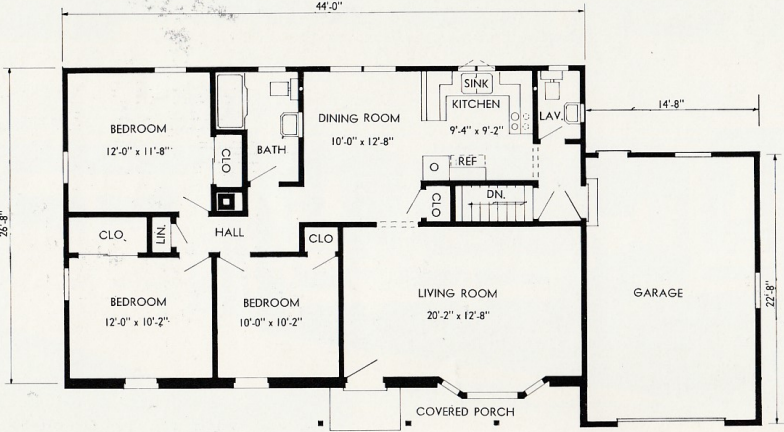 44'-0"
14'-8"
26'-8"
22'-8"
BEDROOM
12'-0" x 11'-8"
CLO
BATH
DINING ROOM
10'-0" x 12'-8"
SINK
KITCHEN
9'-4" x 9'-2"
LAV.
O
REF
CLO
DN.
CLO
LIN.
HALL
CLO
BEDROOM
12'-0" x 10'-2"
BEDROOM
10'-0" x 10'-2"
LIVING ROOM
20'-2" x 12'-8"
GARAGE
COVERED PORCH